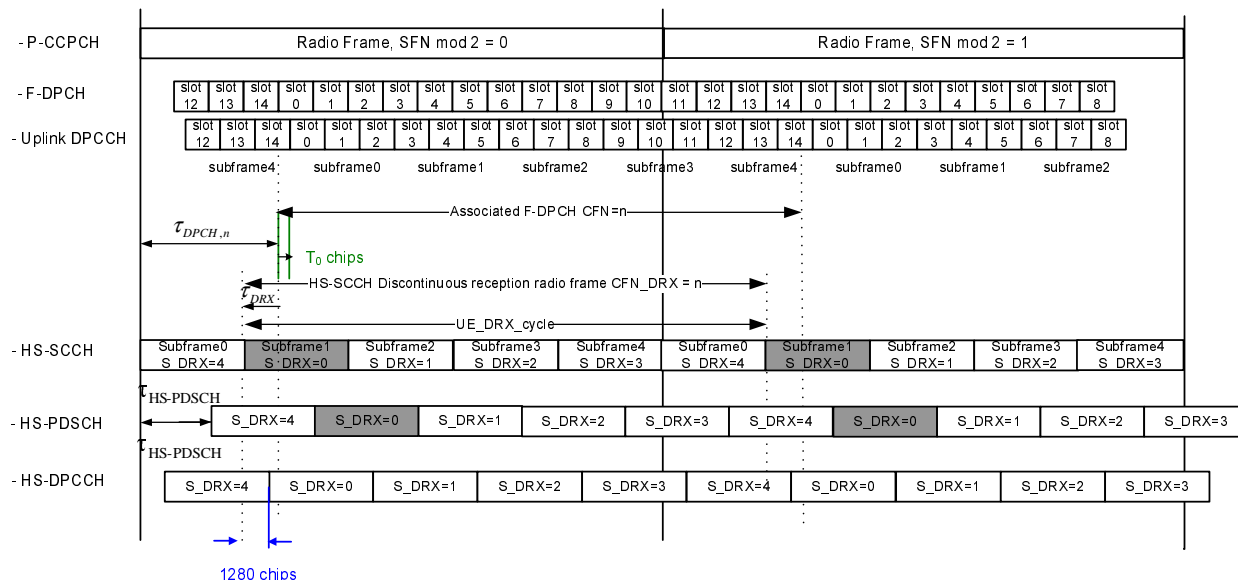 - P-CCPCH
Radio Frame, SFN mod 2 = 0
Radio Frame, SFN mod 2 = 1
- F-DPCH
slot 12 slot 13 slot 14 slot 0 slot 1 slot 2 slot 3 slot 4 slot 5 slot 6 slot 7 slot 8 slot 9 slot 10 slot 11 slot 12 slot 13 slot 14 slot 0 slot 1 slot 2 slot 3 slot 4 slot 5 slot 6 slot 7 slot 8
- Uplink DPCCH
slot 12 slot 13 slot 14 slot 0 slot 1 slot 2 slot 3 slot 4 slot 5 slot 6 slot 7 slot 8 slot 9 slot 10 slot 11 slot 12 slot 13 slot 14 slot 0 slot 1 slot 2 slot 3 slot 4 slot 5 slot 6 slot 7 slot 8
subframe4 subframe0 subframe1 subframe2 subframe3 subframe4 subframe0 subframe1 subframe2
Associated F-DPCH CFN=n
τDPCH,n
T0 chips
HS-SCCH Discontinuous reception radio frame CFN_DRX = n
τDRX
UE_DRX_cycle
- HS-SCCH
Subframe0 Subframe1 Subframe2 Subframe3 Subframe4 Subframe0 Subframe1 Subframe2 Subframe3 Subframe4
S_DRX=4 S_DRX=0 S_DRX=1 S_DRX=2 S_DRX=3 S_DRX=4 S_DRX=0 S_DRX=1 S_DRX=2 S_DRX=3
τHS-PDSCH
- HS-PDSCH
S_DRX=4 S_DRX=0 S_DRX=1 S_DRX=2 S_DRX=3 S_DRX=4 S_DRX=0 S_DRX=1 S_DRX=2 S_DRX=3
τHS-PDSCH
- HS-DPCCH
S_DRX=4 S_DRX=0 S_DRX=1 S_DRX=2 S_DRX=3 S_DRX=4 S_DRX=0 S_DRX=1 S_DRX=2 S_DRX=3
1280 chips